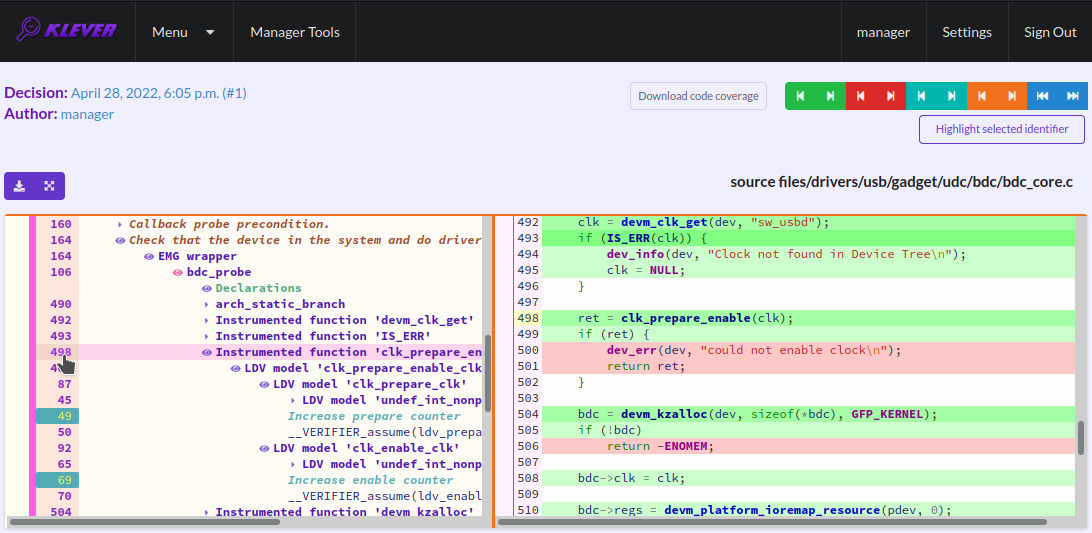 KLEVER Menu Manager Tools manager Settings Sign Out
Decision: April 28, 2022, 6:05 p.m. (#1)
Author: manager
Download code coverage
Highlight selected identifier
source files/drivers/usb/gadget/udc/bdc/bdc_core.c
160 Callback probe precondition.
164 Check that the device in the system and do driver
164 EMG wrapper
106 bdc_probe
Declarations
490 arch_static_branch
492 Instrumented function 'devm_clk_get'
493 Instrumented function 'IS_ERR'
498 Instrumented function 'clk_prepare_en
LDV model 'clk_prepare_enable_clk
87 LDV model 'clk_prepare_clk'
45 LDV model 'undef_int_nonp
49 Increase prepare counter
50 __VERIFIER_assume(ldv_prepa
92 LDV model 'clk_enable_clk'
65 LDV model 'undef_int_nonp
69 Increase enable counter
70 __VERIFIER_assume(ldv_enabl
504 Instrumented function 'devm_kzalloc'
492 clk = devm_clk_get(dev, "sw_usbd");
493 if (IS_ERR(clk)) {
494 dev_info(dev, "Clock not found in Device Tree\n");
495 clk = NULL;
496 }
497
498 ret = clk_prepare_enable(clk);
499 if (ret) {
500 dev_err(dev, "could not enable clock\n");
501 return ret;
502 }
503
504 bdc = devm_kzalloc(dev, sizeof(*bdc), GFP_KERNEL);
505 if (!bdc)
506 return -ENOMEM;
507
508 bdc->clk = clk;
509
510 bdc->regs = devm_platform_ioremap_resource(pdev, 0);